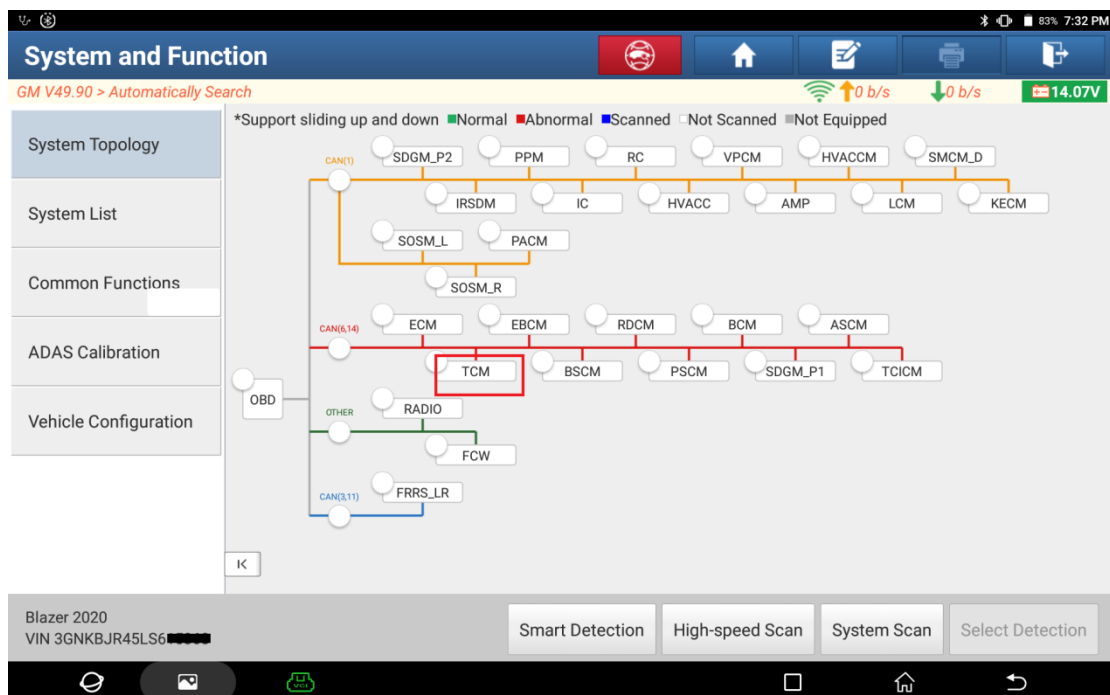 83% 7:32 PM
System and Function
GM V49.90 > Automatically Search
0 b/s
0 b/s
14.07V
System Topology
System List
Common Functions
ADAS Calibration
Vehicle Configuration
*Support sliding up and down Normal Abnormal Scanned Not Scanned Not Equipped
CAN(1)
SDGM_P2 PPM RC VPCM HVACCM SMCM_D
IRSDM IC HVACC AMP LCM KECM
SOSM_L PACM
SOSM_R
CAN(6,14)
ECM EBCM RDCM BCM ASCM
TCM BSCM PSCM SDGM_P1 TCICM
OBD
OTHER
RADIO
FCW
CAN(3,11)
FRRS_LR
Blazer 2020
VIN 3GNKBJR45LS6
Smart Detection
High-speed Scan
System Scan
Select Detection
VCI